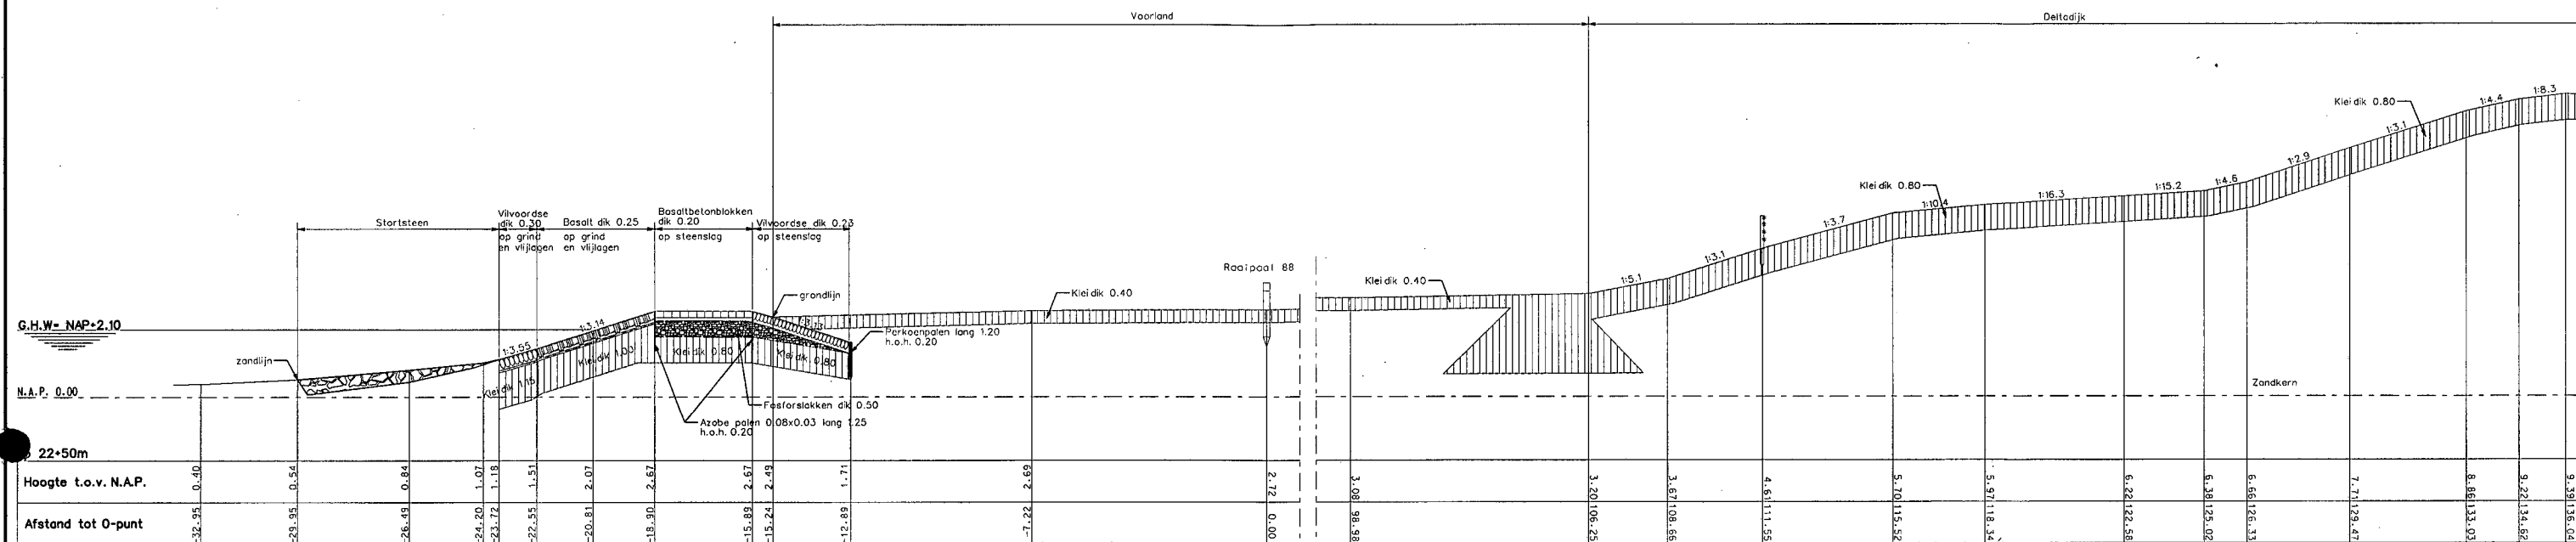 Voorland
Deltadijk
Klei dik 0.80
1:4.4
1:8.3
1:3.1
1:2.9
Klei dik 0.80
1:10.4
1:16.3
1:15.2
1:4.6
Stortsteen
Vilvoordse
dik 0.30
op grind
en vlijlagen
Basalt dik 0.25
op grind
en vlijlagen
Basaltbetonblokken
dik 0.20
op steenslag
Vilvoordse dik 0.23
op steenslag
1:3.7
1:3.1
1:5.1
Raaipaal 88
Klei dik 0.40
Klei dik 0.40
grondlijn
G.H.W= NAP+2.10
1:3.14
1:3.55
zandlijn
Perkoenpalen lang 1.20
h.o.h. 0.20
Klei dik 1.15
Klei dik 1.00
Klei dik 0.80
Klei dik 0.80
N.A.P. 0.00
Zandkern
Fosforslakken dik 0.50
Azobe palen 0.08x0.03 lang 1.25
h.o.h. 0.20
22+50m
Hoogte t.o.v. N.A.P.
0.40 0.54 0.84 1.07 1.18 1.51 2.07 2.67 2.67 2.49 1.71 2.69 2.72 3.08 3.20 3.67 4.61 5.70 5.97 6.22 6.38 6.66 7.71 8.86 9.22 9.39
Afstand tot 0-punt
-32.95 -29.95 -26.49 -24.20 -23.72 -22.55 -20.81 -18.90 -15.89 -15.24 -12.89 -7.22 0.00 98.98 106.25 108.66 111.55 115.52 118.34 122.58 125.02 126.33 129.47 133.03 134.62 136.04